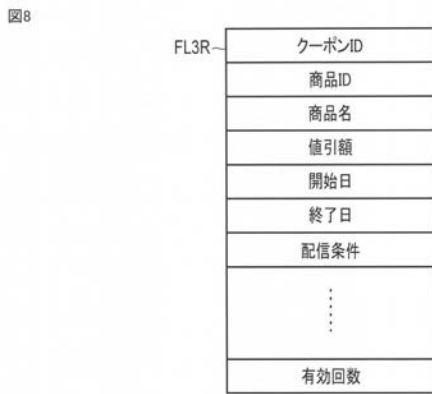 図8
FL3R
クーポンID
商品ID
商品名
値引額
開始日
終了日
配信条件
⋮
有効回数